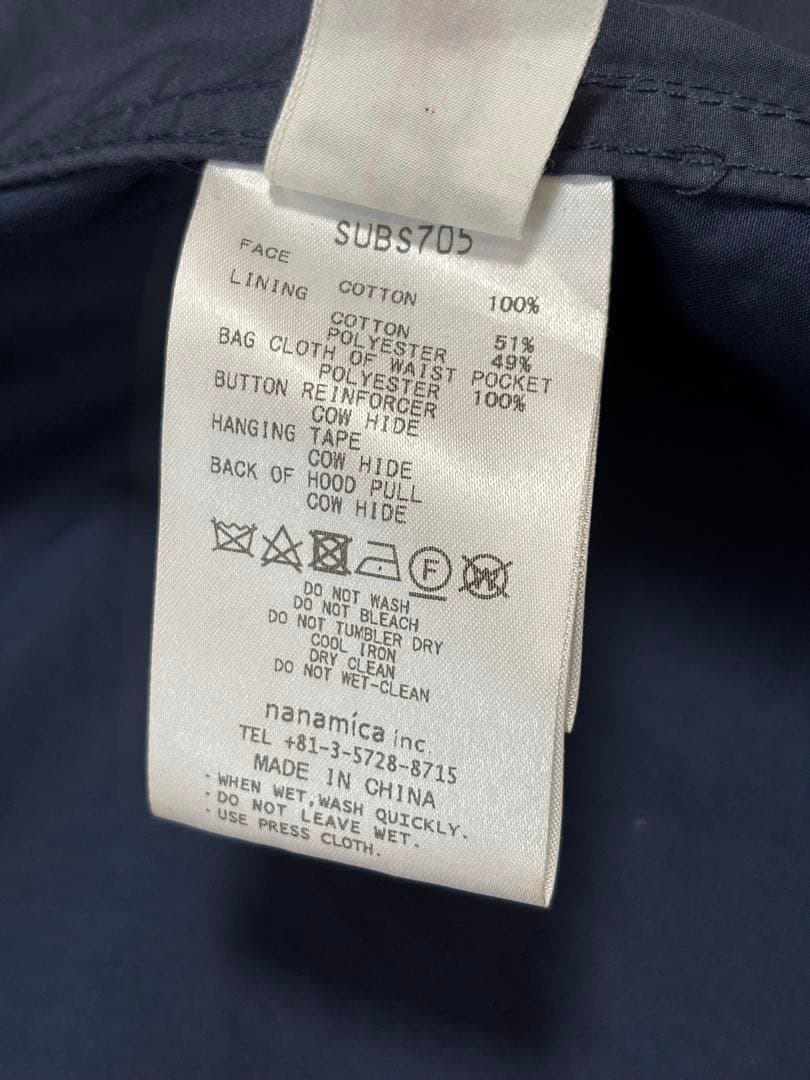 SUBS705
FACE
COTTON 100%
LINING
COTTON 51%
POLYESTER 49%
BAG CLOTH OF WAIST POCKET
POLYESTER 100%
BUTTON REINFORCER
COW HIDE
HANGING TAPE
COW HIDE
BACK OF HOOD PULL
COW HIDE
F W
DO NOT WASH
DO NOT BLEACH
DO NOT TUMBLER DRY
COOL IRON
DRY CLEAN
DO NOT WET-CLEAN
nanamica inc.
TEL +81-3-5728-8715
MADE IN CHINA
・WHEN WET, WASH QUICKLY.
・DO NOT LEAVE WET.
・USE PRESS CLOTH.